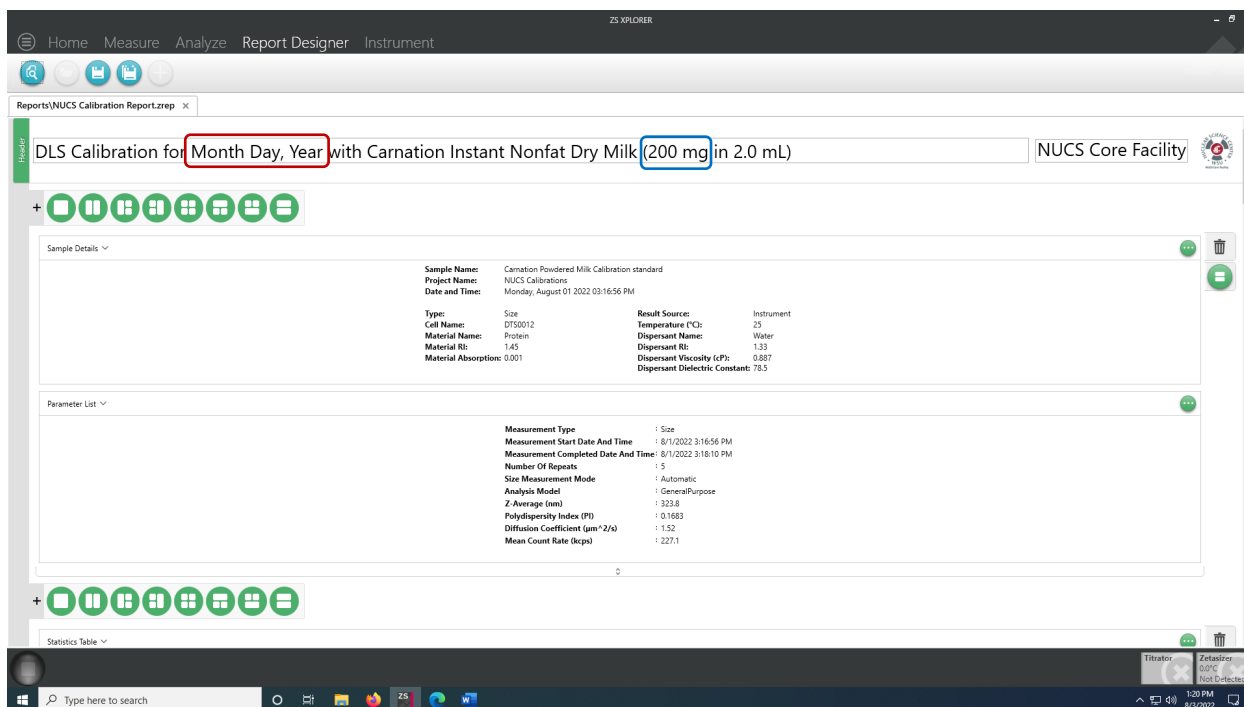 ZS XPLORER
Home Measure Analyze Report Designer Instrument
Reports\NUCS Calibration Report.zrep ×
Header
DLS Calibration for Month Day, Year with Carnation Instant Nonfat Dry Milk (200 mg in 2.0 mL)
NUCS Core Facility
Sample Details
Sample Name: Carnation Powdered Milk Calibration standard
Project Name: NUCS Calibrations
Date and Time: Monday, August 01 2022 03:16:56 PM
Type: Size Result Source: Instrument
Cell Name: DTS0012 Temperature (°C): 25
Material Name: Protein Dispersant Name: Water
Material RI: 1.45 Dispersant RI: 1.33
Material Absorption: 0.001 Dispersant Viscosity (cP): 0.887
Dispersant Dielectric Constant: 78.5
Parameter List
Measurement Type : Size
Measurement Start Date And Time : 8/1/2022 3:16:56 PM
Measurement Completed Date And Time : 8/1/2022 3:18:10 PM
Number Of Repeats : 5
Size Measurement Mode : Automatic
Analysis Model : GeneralPurpose
Z-Average (nm) : 323.8
Polydispersity Index (PI) : 0.1683
Diffusion Coefficient (µm^2/s) : 1.52
Mean Count Rate (kcps) : 227.1
Statistics Table
Titrator Zetasizer
0.0°C
Not Detected
Type here to search
ZS
1:20 PM
8/3/2022